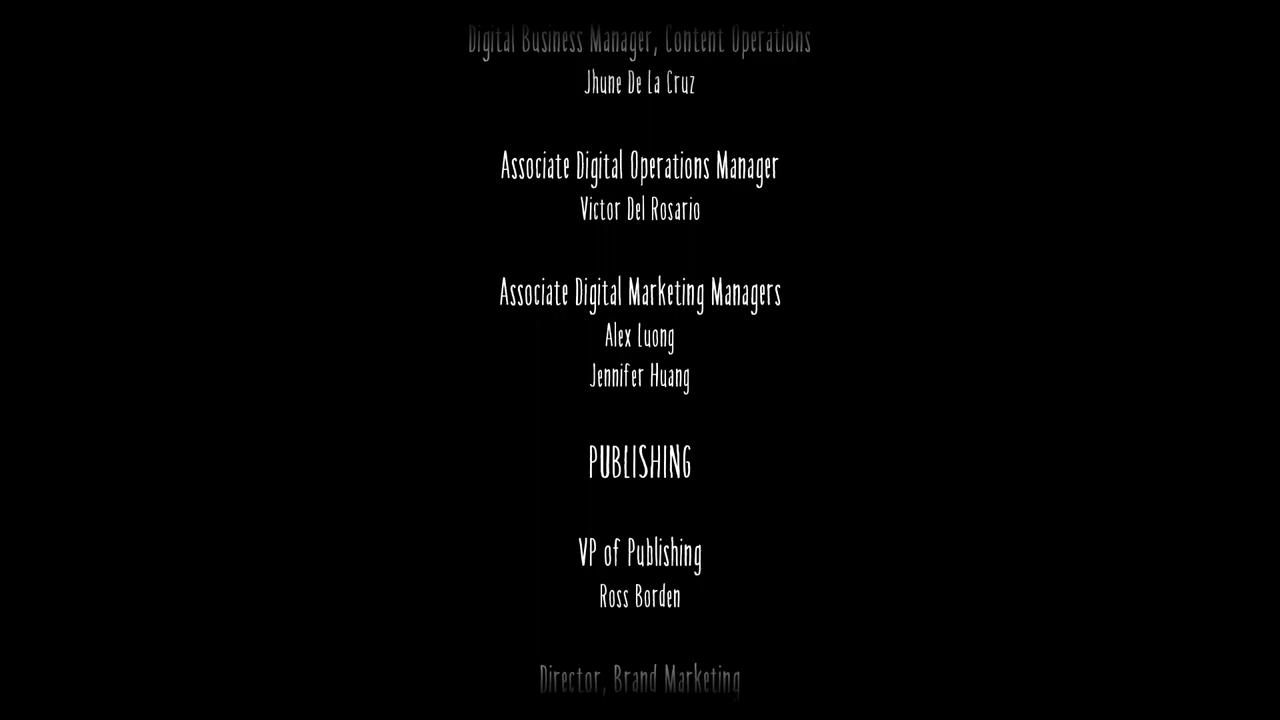 Digital Business Manager, Content Operations
Jhune De La Cruz
Associate Digital Operations Manager
Victor Del Rosario
Associate Digital Marketing Managers
Alex Luong
Jennifer Huang
PUBLISHING
VP of Publishing
Ross Borden
Director, Brand Marketing